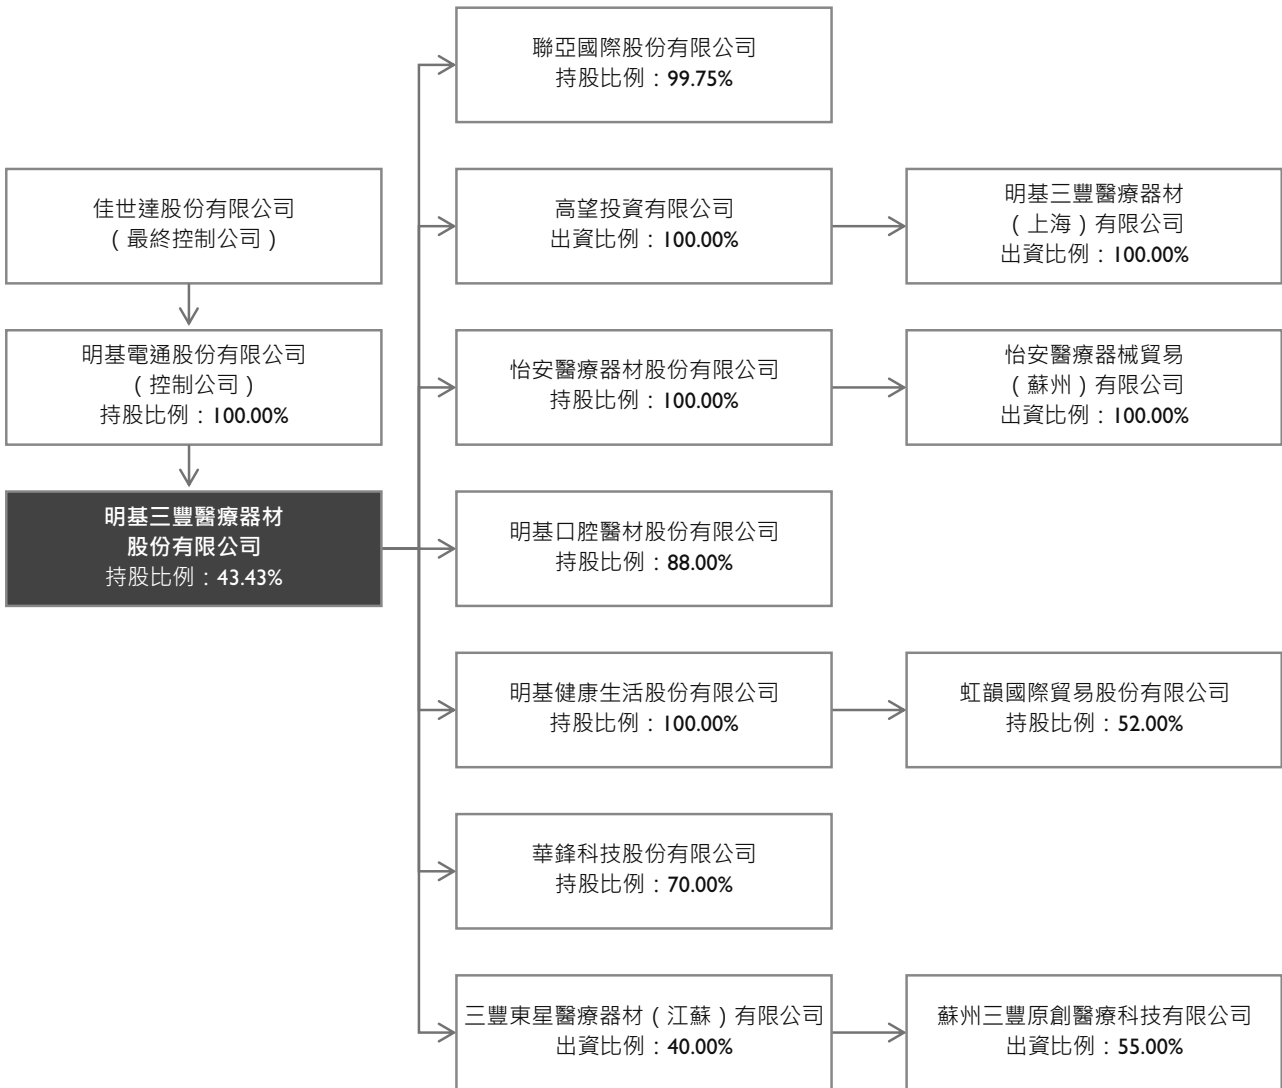 聯亞國際股份有限公司
持股比例：99.75%
佳世達股份有限公司
（最終控制公司）
高望投資有限公司
出資比例：100.00%
明基三豐醫療器材
（上海）有限公司
出資比例：100.00%
明基電通股份有限公司
（控制公司）
持股比例：100.00%
怡安醫療器材股份有限公司
持股比例：100.00%
怡安醫療器械貿易
（蘇州）有限公司
出資比例：100.00%
明基三豐醫療器材
股份有限公司
持股比例：43.43%
明基口腔醫材股份有限公司
持股比例：88.00%
明基健康生活股份有限公司
持股比例：100.00%
虹韻國際貿易股份有限公司
持股比例：52.00%
華鋒科技股份有限公司
持股比例：70.00%
三豐東星醫療器材（江蘇）有限公司
出資比例：40.00%
蘇州三豐原創醫療科技有限公司
出資比例：55.00%